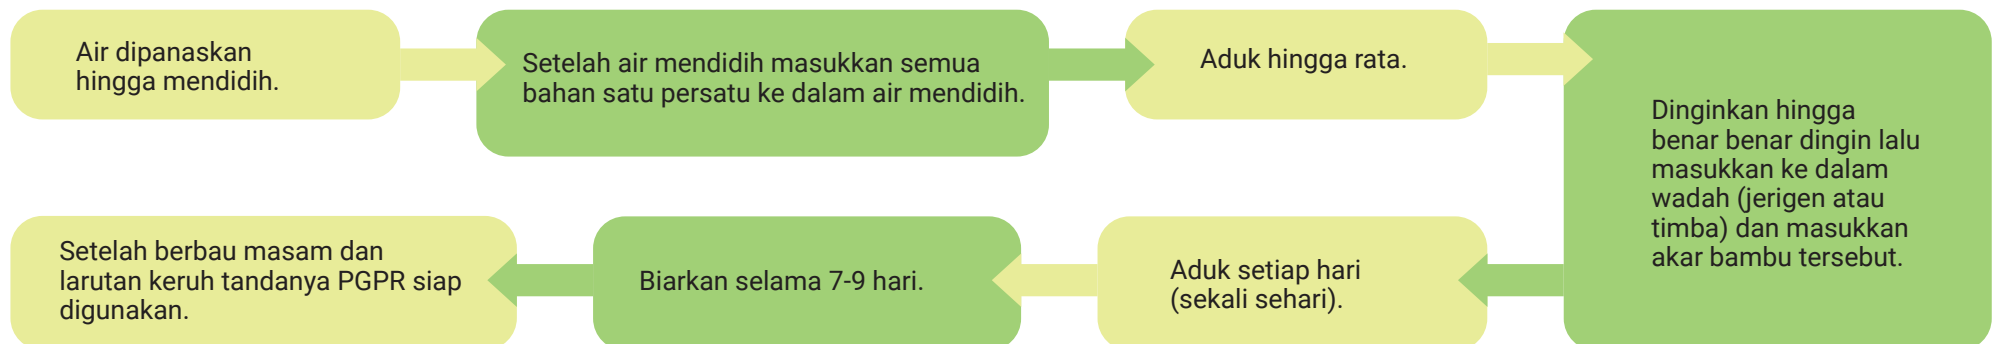 Air dipanaskan
hingga mendidih.
Setelah air mendidih masukkan semua
bahan satu persatu ke dalam air mendidih.
Aduk hingga rata.
Dinginkan hingga
benar benar dingin lalu
masukkan ke dalam
wadah (jerigen atau
timba) dan masukkan
akar bambu tersebut.
Aduk setiap hari
(sekali sehari).
Biarkan selama 7-9 hari.
Setelah berbau masam dan
larutan keruh tandanya PGPR siap
digunakan.